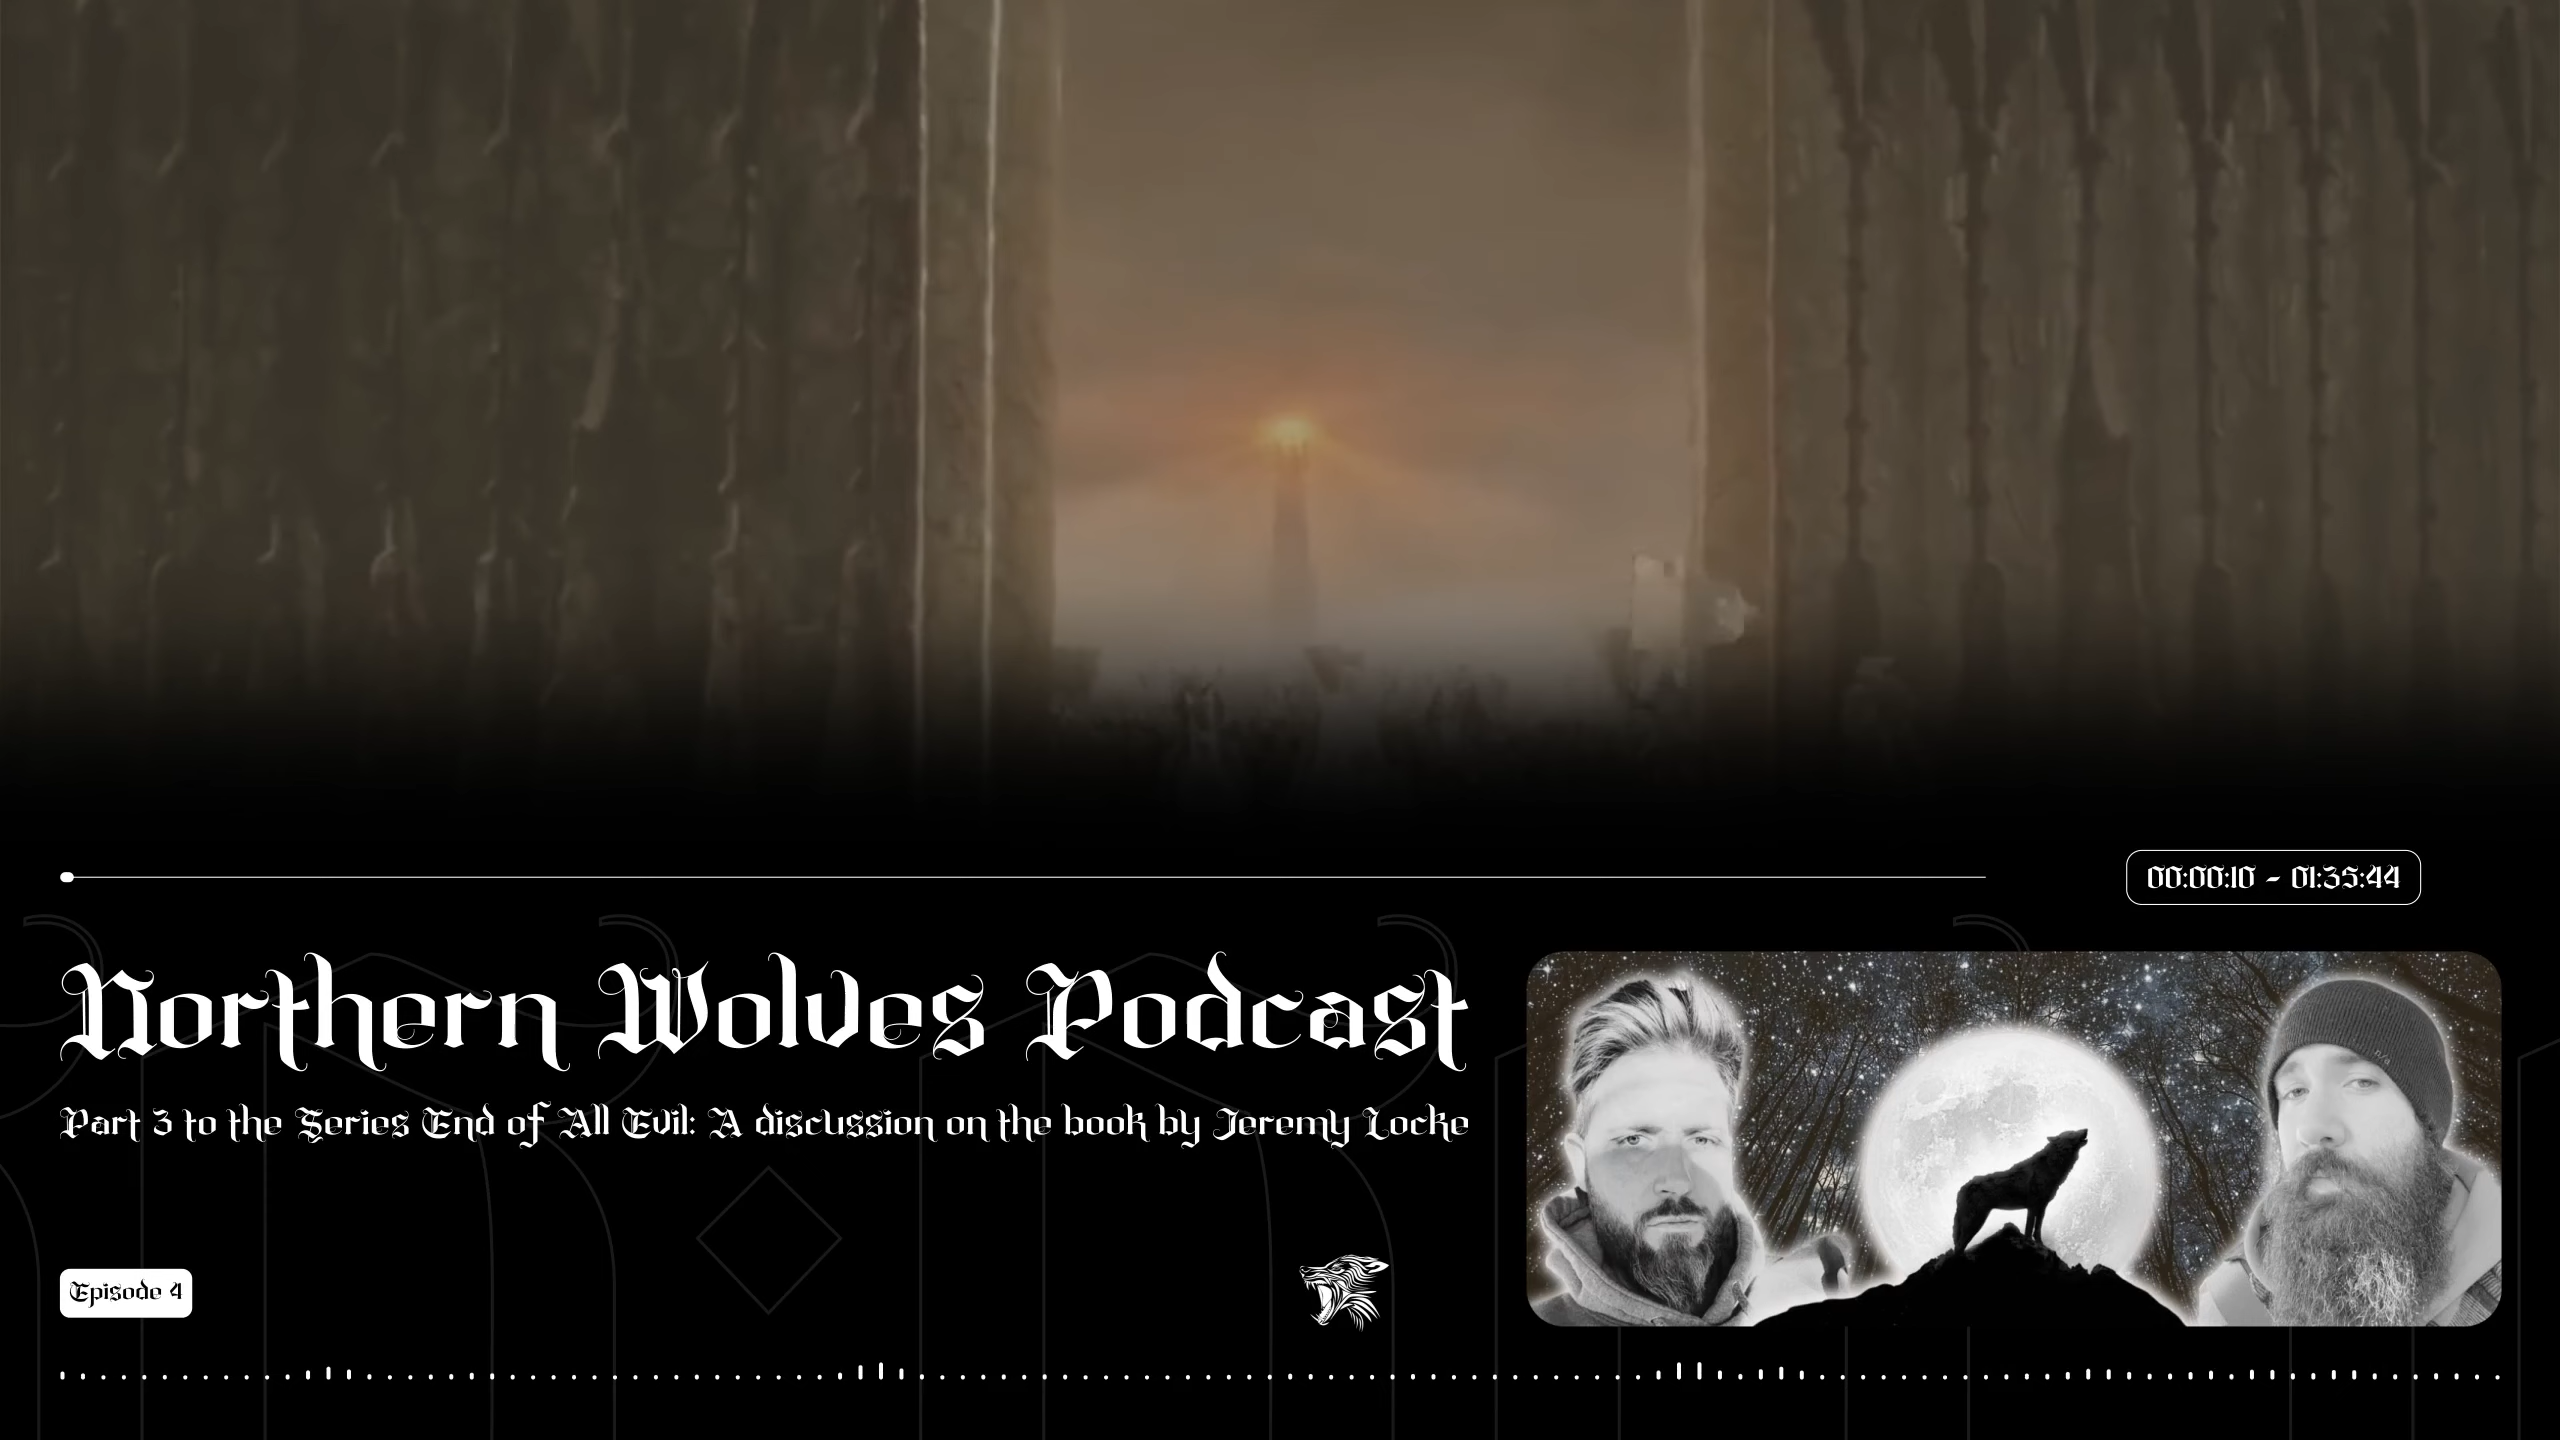 00:00:10 - 01:35:44
Northern Wolves Podcast
Part 3 to the Series End of All Evil: A discussion on the book by Jeremy Locke
Episode 4